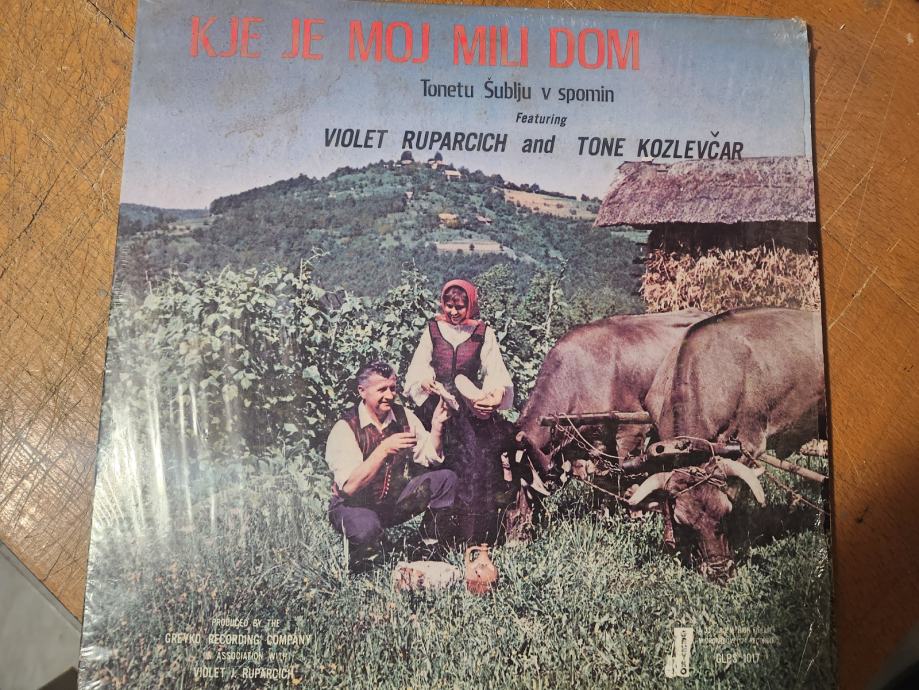 KJE JE MOJ MILI DOM
Tonetu Šublju v spomin
Featuring
VIOLET RUPARCICH and TONE KOZLEVČAR
PRODUCED BY THE
GREYKO RECORDING COMPANY
ASSOCIATION WITH
VIOLET J. RUPARCICH
GLPS 1017